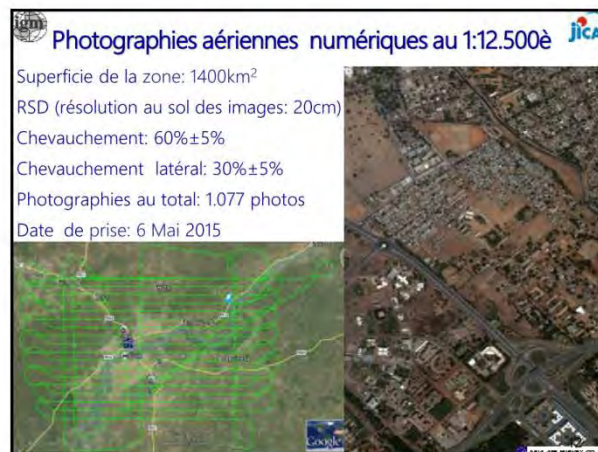 igm
Photographies aériennes numériques au 1:12.500è
jICA
Superficie de la zone: 1400km²
RSD (résolution au sol des images: 20cm)
Chevauchement: 60%±5%
Chevauchement latéral: 30%±5%
Photographies au total: 1.077 photos
Date de prise: 6 Mai 2015
Google